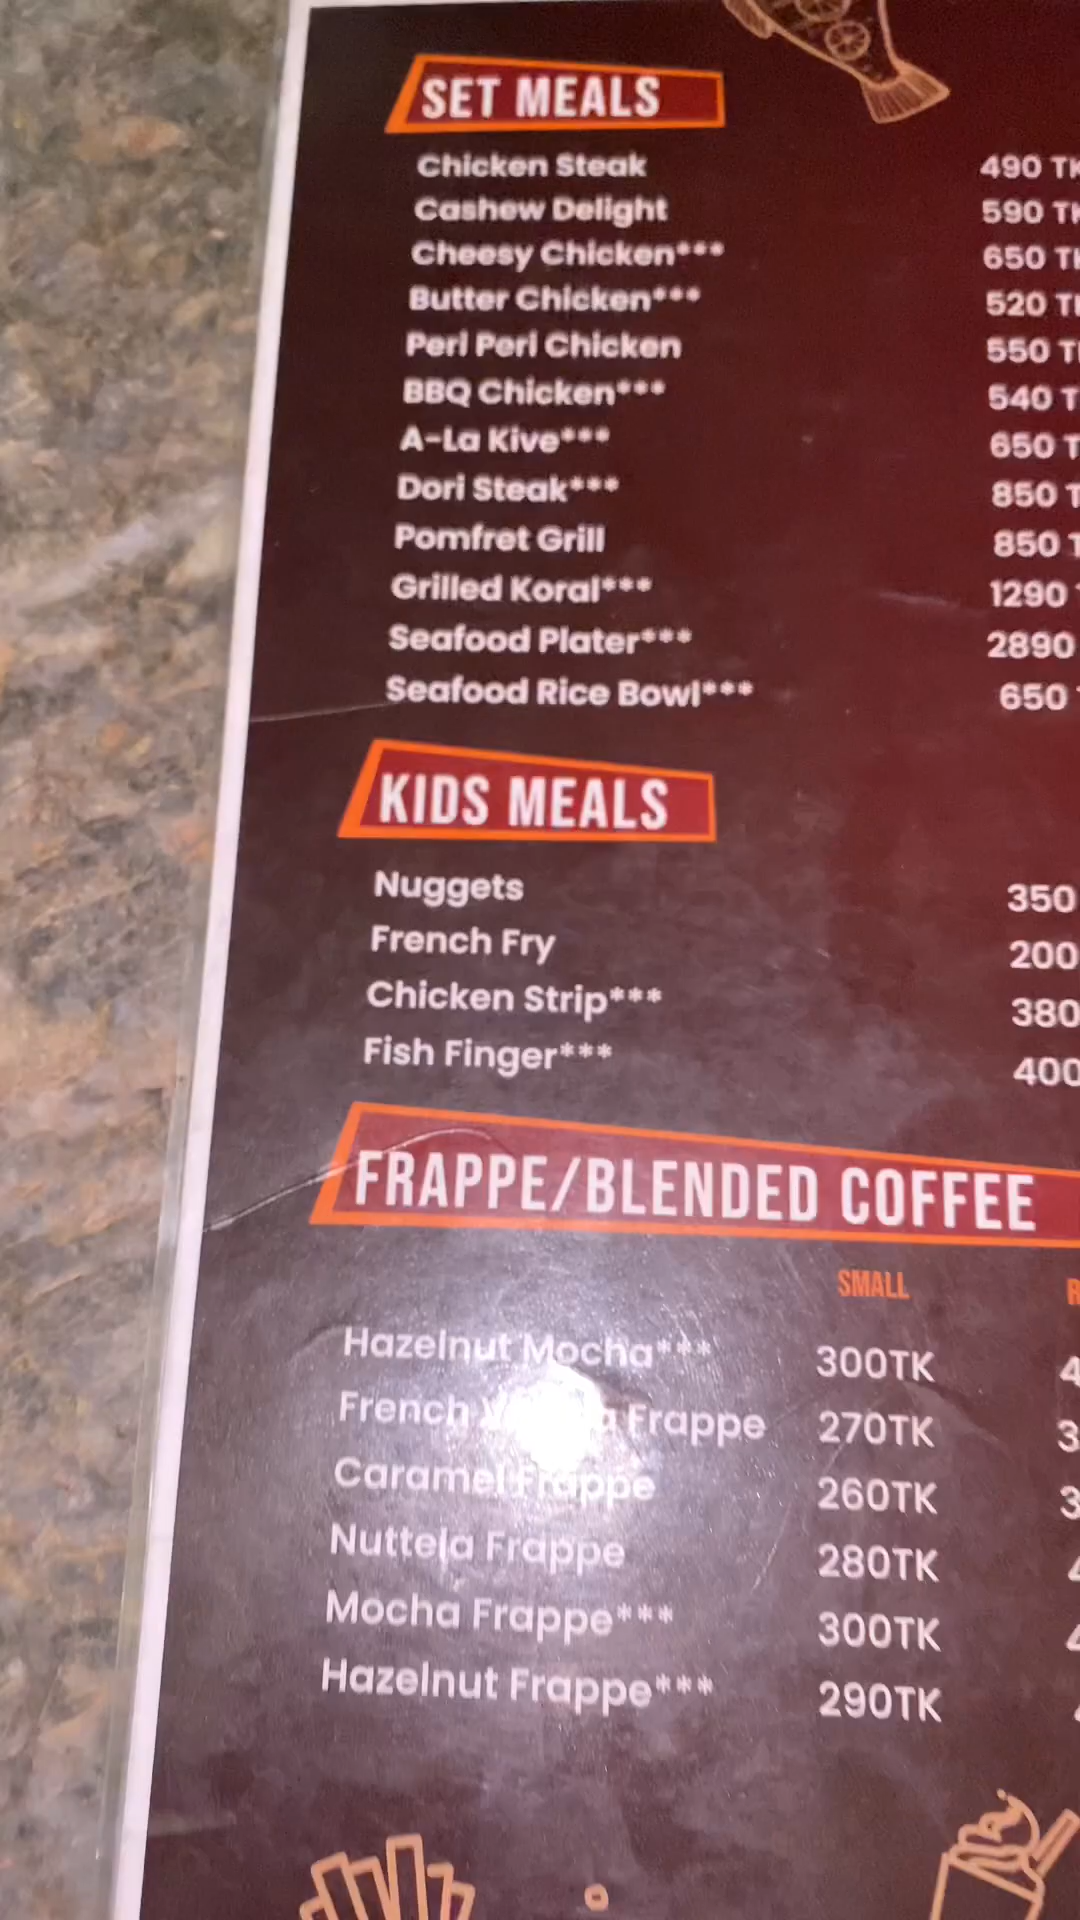 SET MEALS
Chicken Steak 490 TK
Cashew Delight 590 TK
Cheesy Chicken*** 650 TK
Butter Chicken*** 520 TK
Peri Peri Chicken 550 T
BBQ Chicken*** 540 T
A-La Kive*** 650 T
Dori Steak*** 850 T
Pomfret Grill 850 T
Grilled Koral*** 1290
Seafood Plater*** 2890
Seafood Rice Bowl*** 650
KIDS MEALS
Nuggets 350
French Fry 200
Chicken Strip*** 380
Fish Finger*** 400
FRAPPE/BLENDED COFFEE
SMALL
Hazelnut Mocha*** 300TK
French Frappe 270TK
Caramel Frappe 260TK
Nuttela Frappe 280TK
Mocha Frappe*** 300TK
Hazelnut Frappe*** 290TK